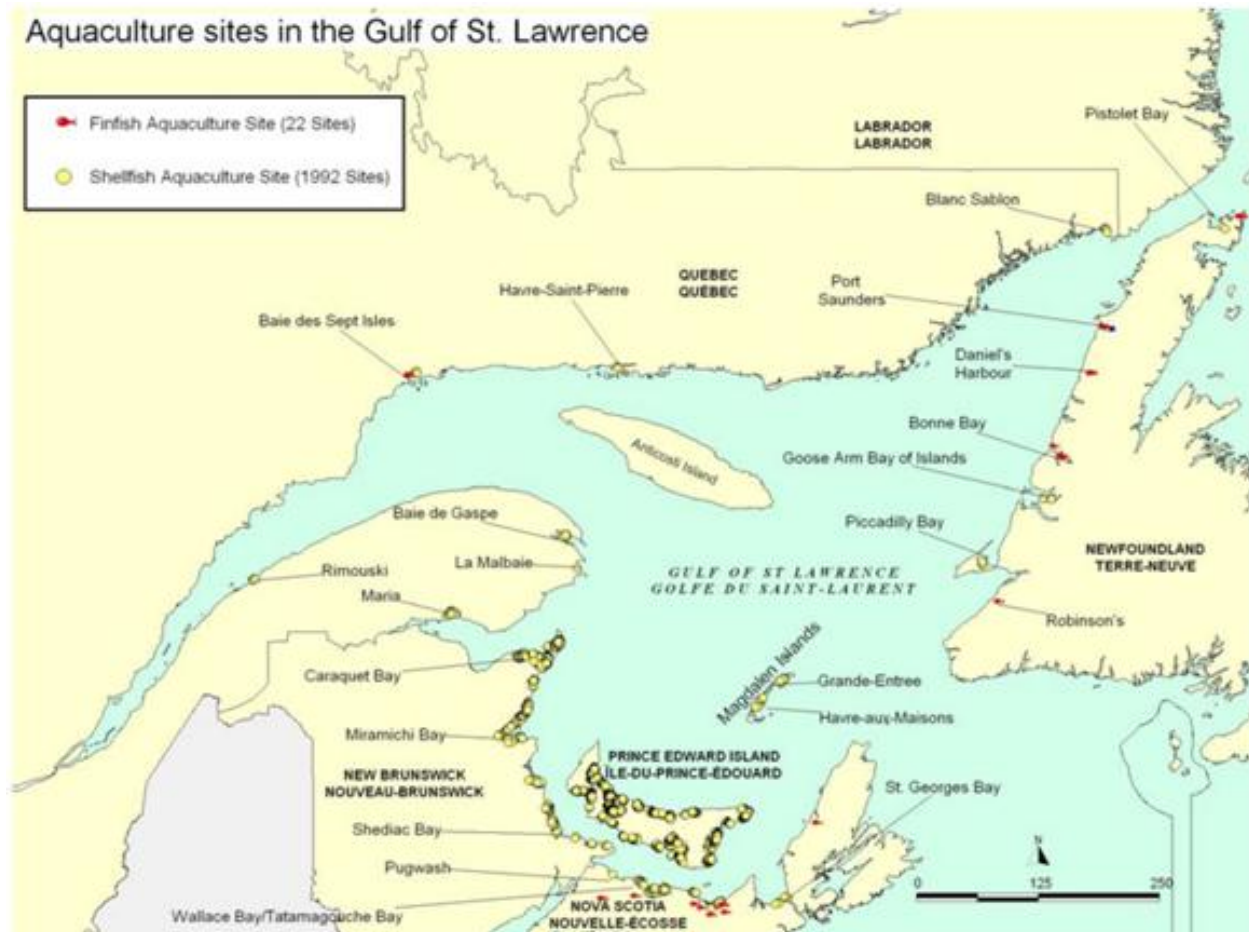 Aquaculture sites in the Gulf of St. Lawrence
Finfish Aquaculture Site (22 Sites)
Shellfish Aquaculture Site (1992 Sites)
LABRADOR
LABRADOR
Pistolet Bay
Blanc Sablon
QUEBEC
QUÉBEC
Port
Saunders
Havre-Saint-Pierre
Baie des Sept Isles
Daniel's
Harbour
Bonne Bay
Anticosti Island
Goose Arm Bay of Islands
Baie de Gaspe
Piccadilly Bay
NEWFOUNDLAND
TERRE-NEUVE
La Malbaie
Rimouski
GULF OF ST LAWRENCE
GOLFE DU SAINT-LAURENT
Maria
Robinson's
Magdalen Islands
Caraquet Bay
Grande-Entree
Havre-aux-Maisons
Miramichi Bay
PRINCE EDWARD ISLAND
ÎLE-DU-PRINCE-ÉDOUARD
NEW BRUNSWICK
NOUVEAU-BRUNSWICK
St. Georges Bay
Shediac Bay
Pugwash
N
0 125 250
Wallace Bay/Tatamagouche Bay
NOVA SCOTIA
NOUVELLE-ÉCOSSE